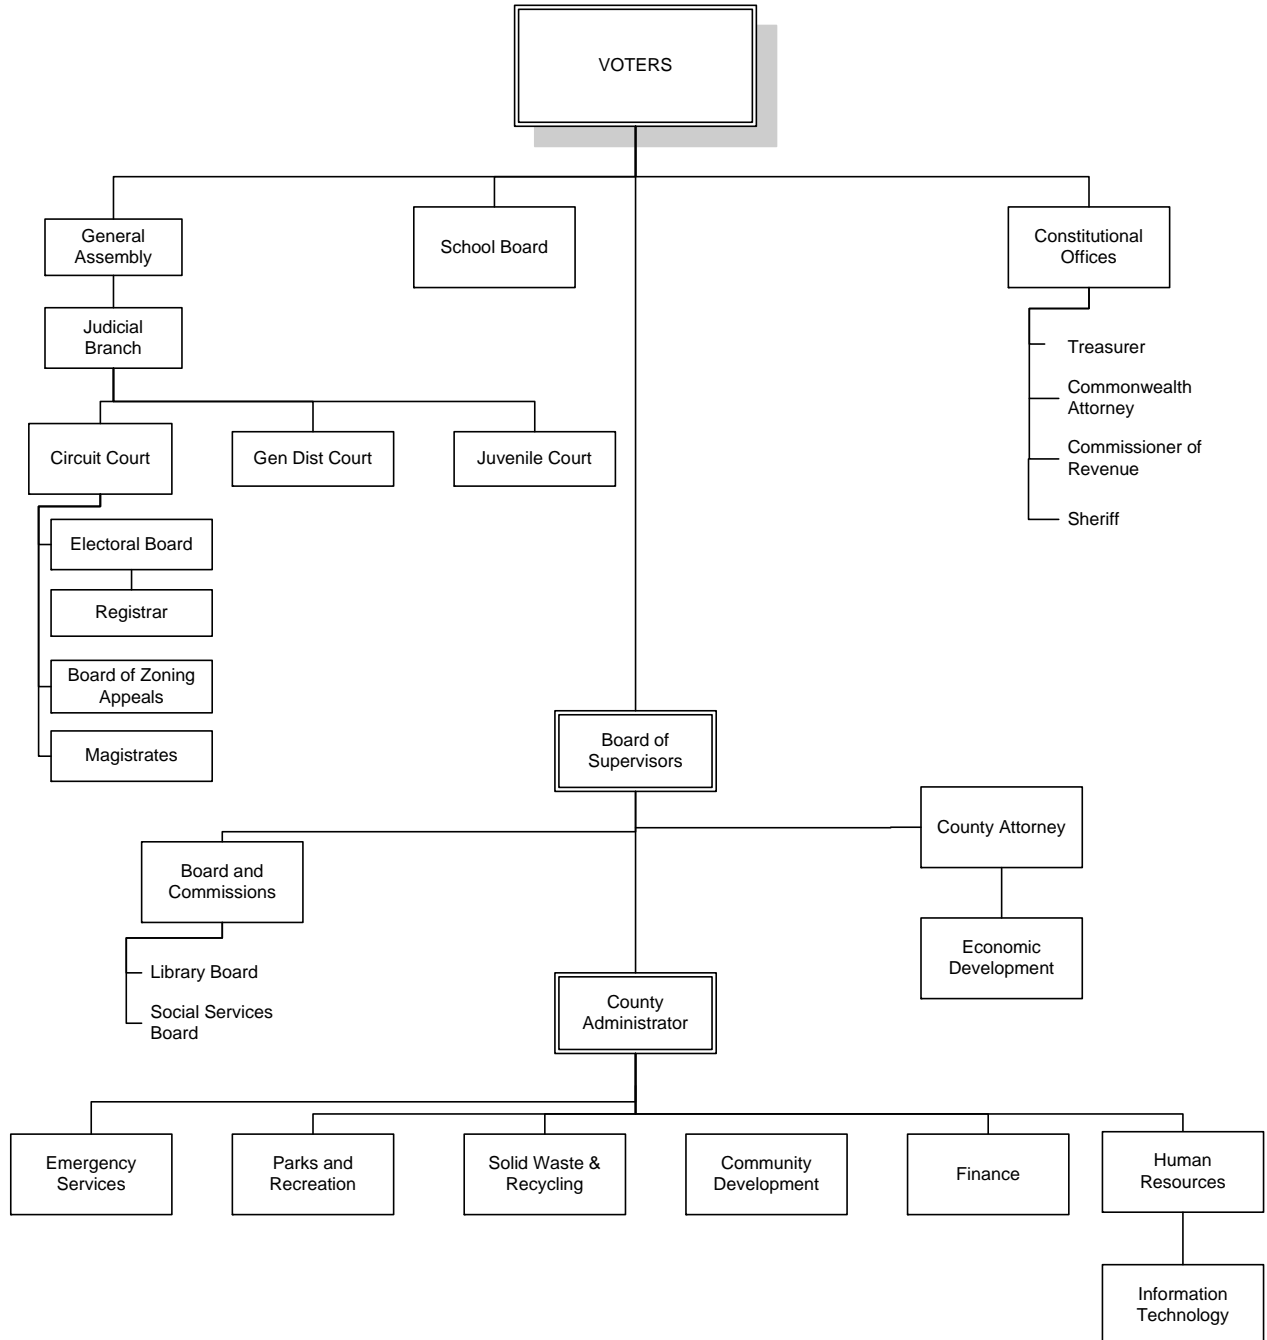 VOTERS
General
Assembly
School Board
Constitutional
Offices
Judicial
Branch
Treasurer
Commonwealth
Attorney
Commissioner of
Revenue
Sheriff
Circuit Court
Gen Dist Court
Juvenile Court
Electoral Board
Registrar
Board of Zoning
Appeals
Magistrates
Board of
Supervisors
County Attorney
Board and
Commissions
Economic
Development
Library Board
Social Services
Board
County
Administrator
Emergency
Services
Parks and
Recreation
Solid Waste &
Recycling
Community
Development
Finance
Human
Resources
Information
Technology